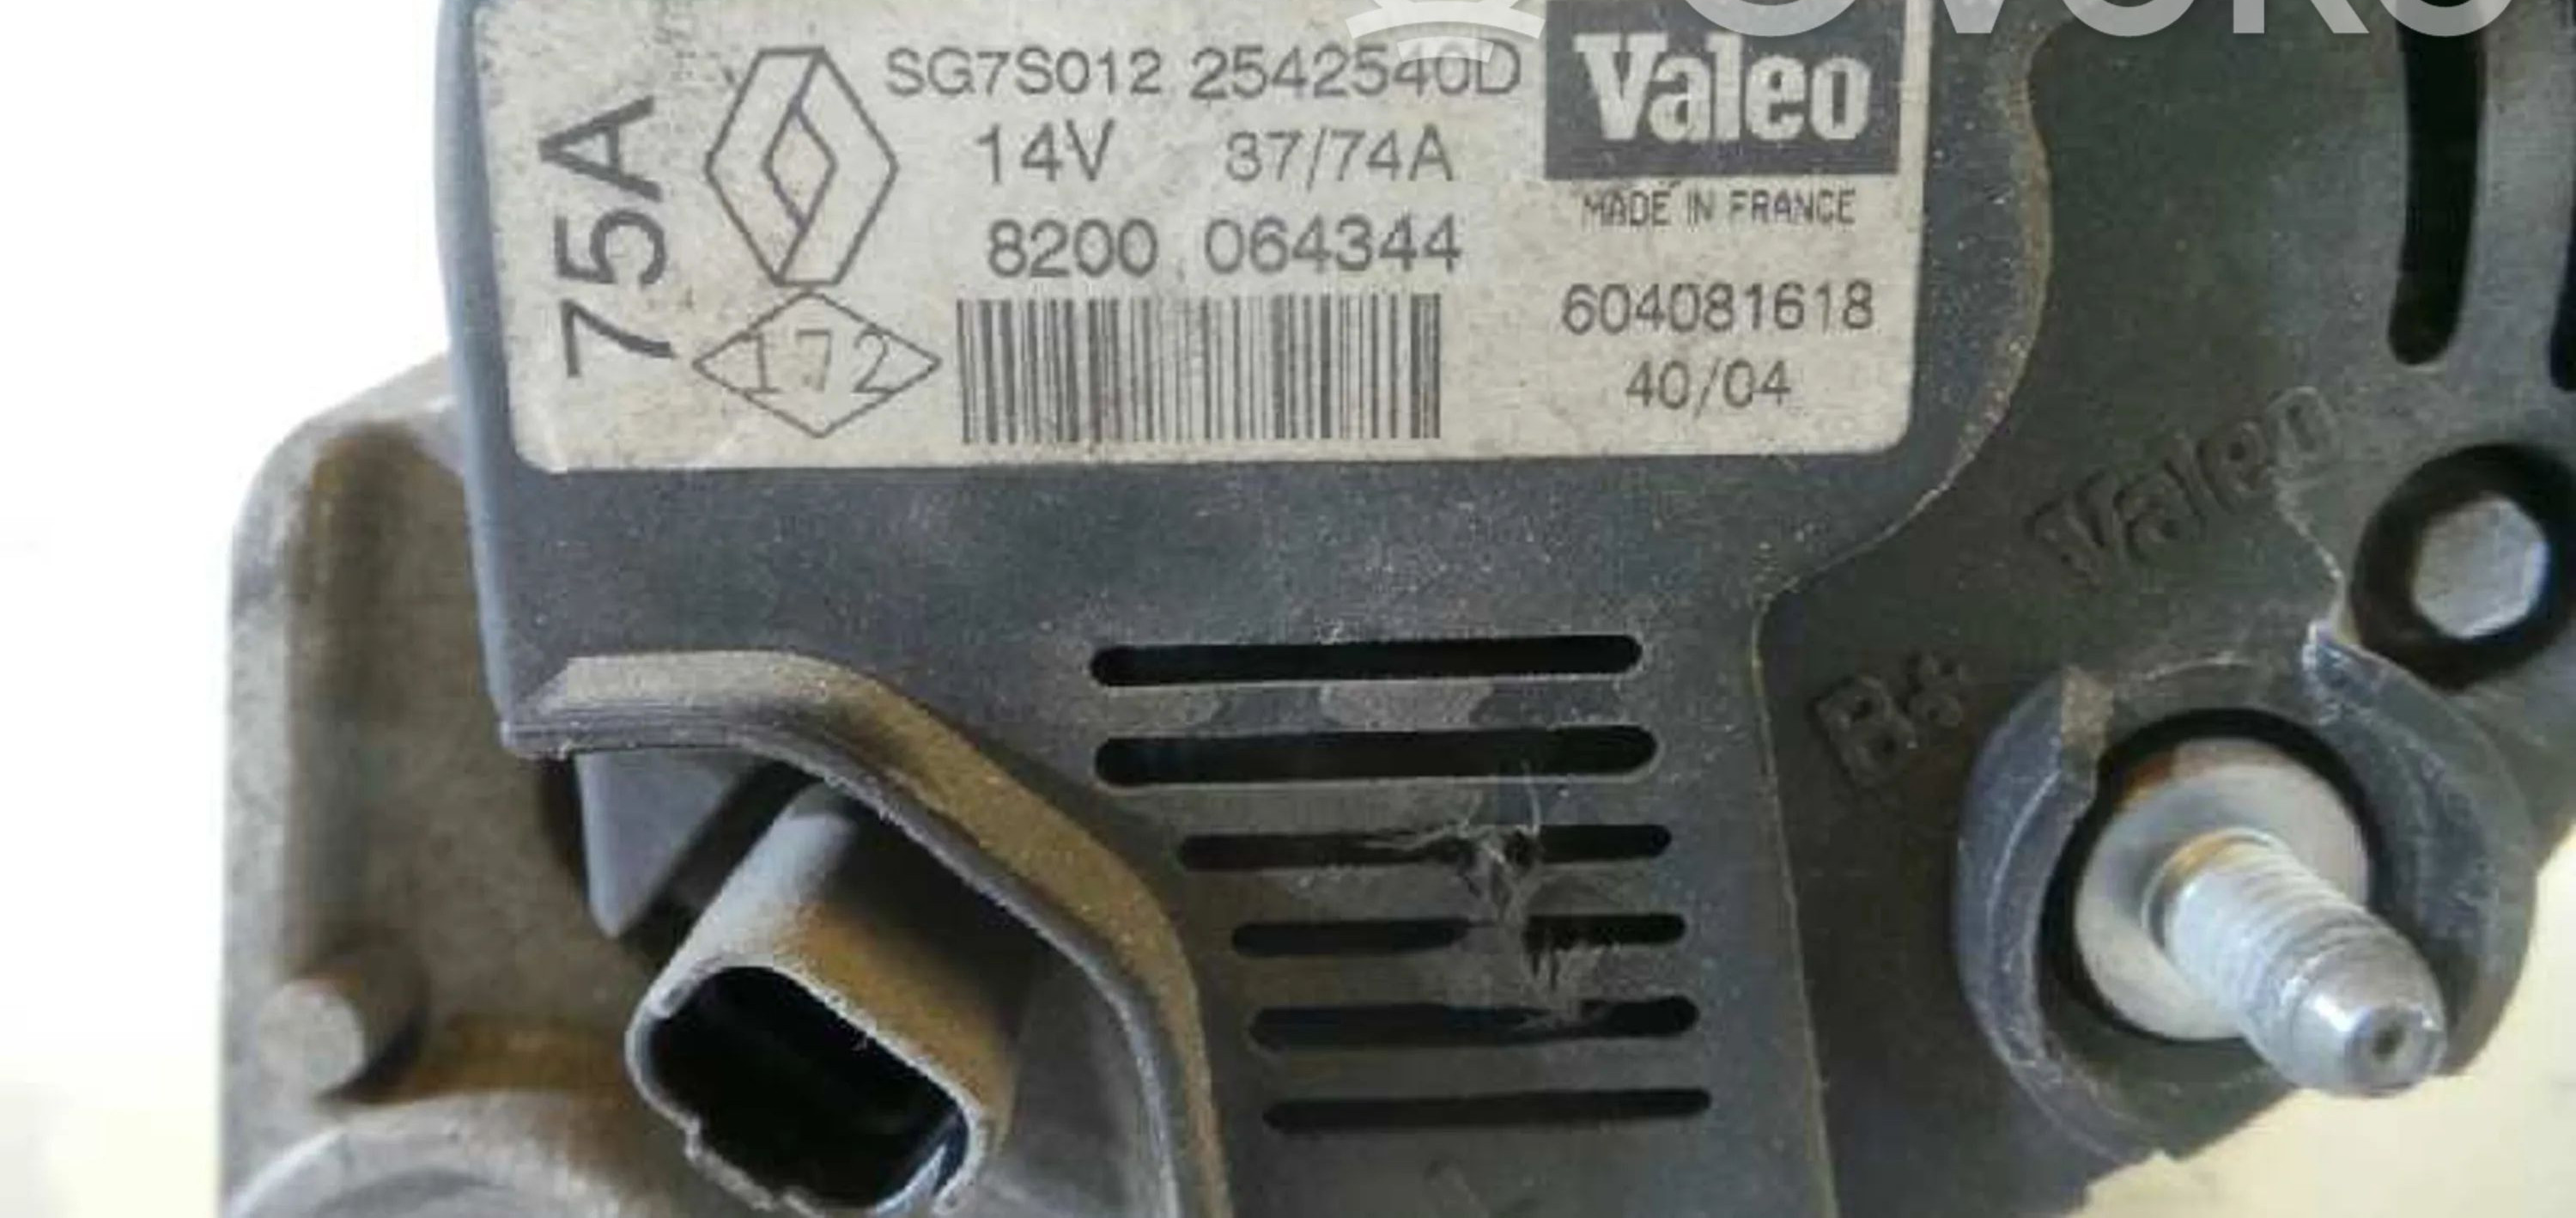 SG7S012 2542540D
14V 37/74A
8200 064344
75A
172
Valeo
MADE IN FRANCE
604081618
40/04
Valeo
B+